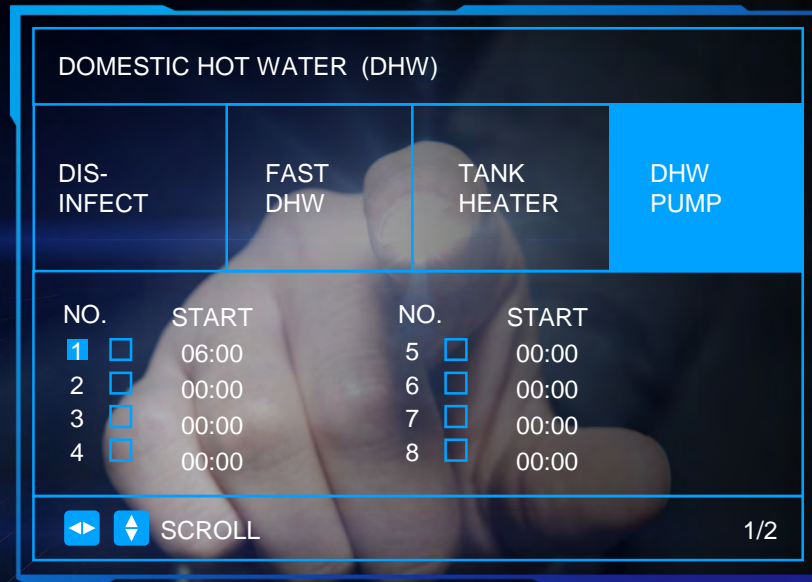 DOMESTIC HOT WATER (DHW)
DIS-
INFECT
FAST
DHW
TANK
HEATER
DHW
PUMP
NO. START NO. START
1 06:00 5 00:00
2 00:00 6 00:00
3 00:00 7 00:00
4 00:00 8 00:00
SCROLL 1/2